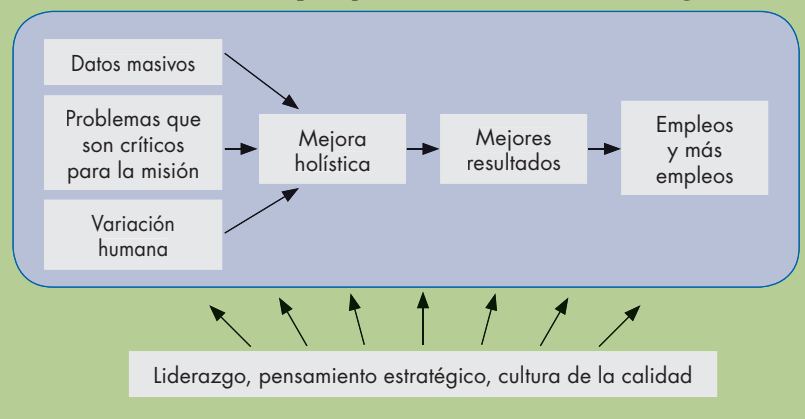 Datos masivos
Problemas que
son críticos
para la misión
Variación
humana
Mejora
holística
Mejores
resultados
Empleos
y más
empleos
Liderazgo, pensamiento estratégico, cultura de la calidad